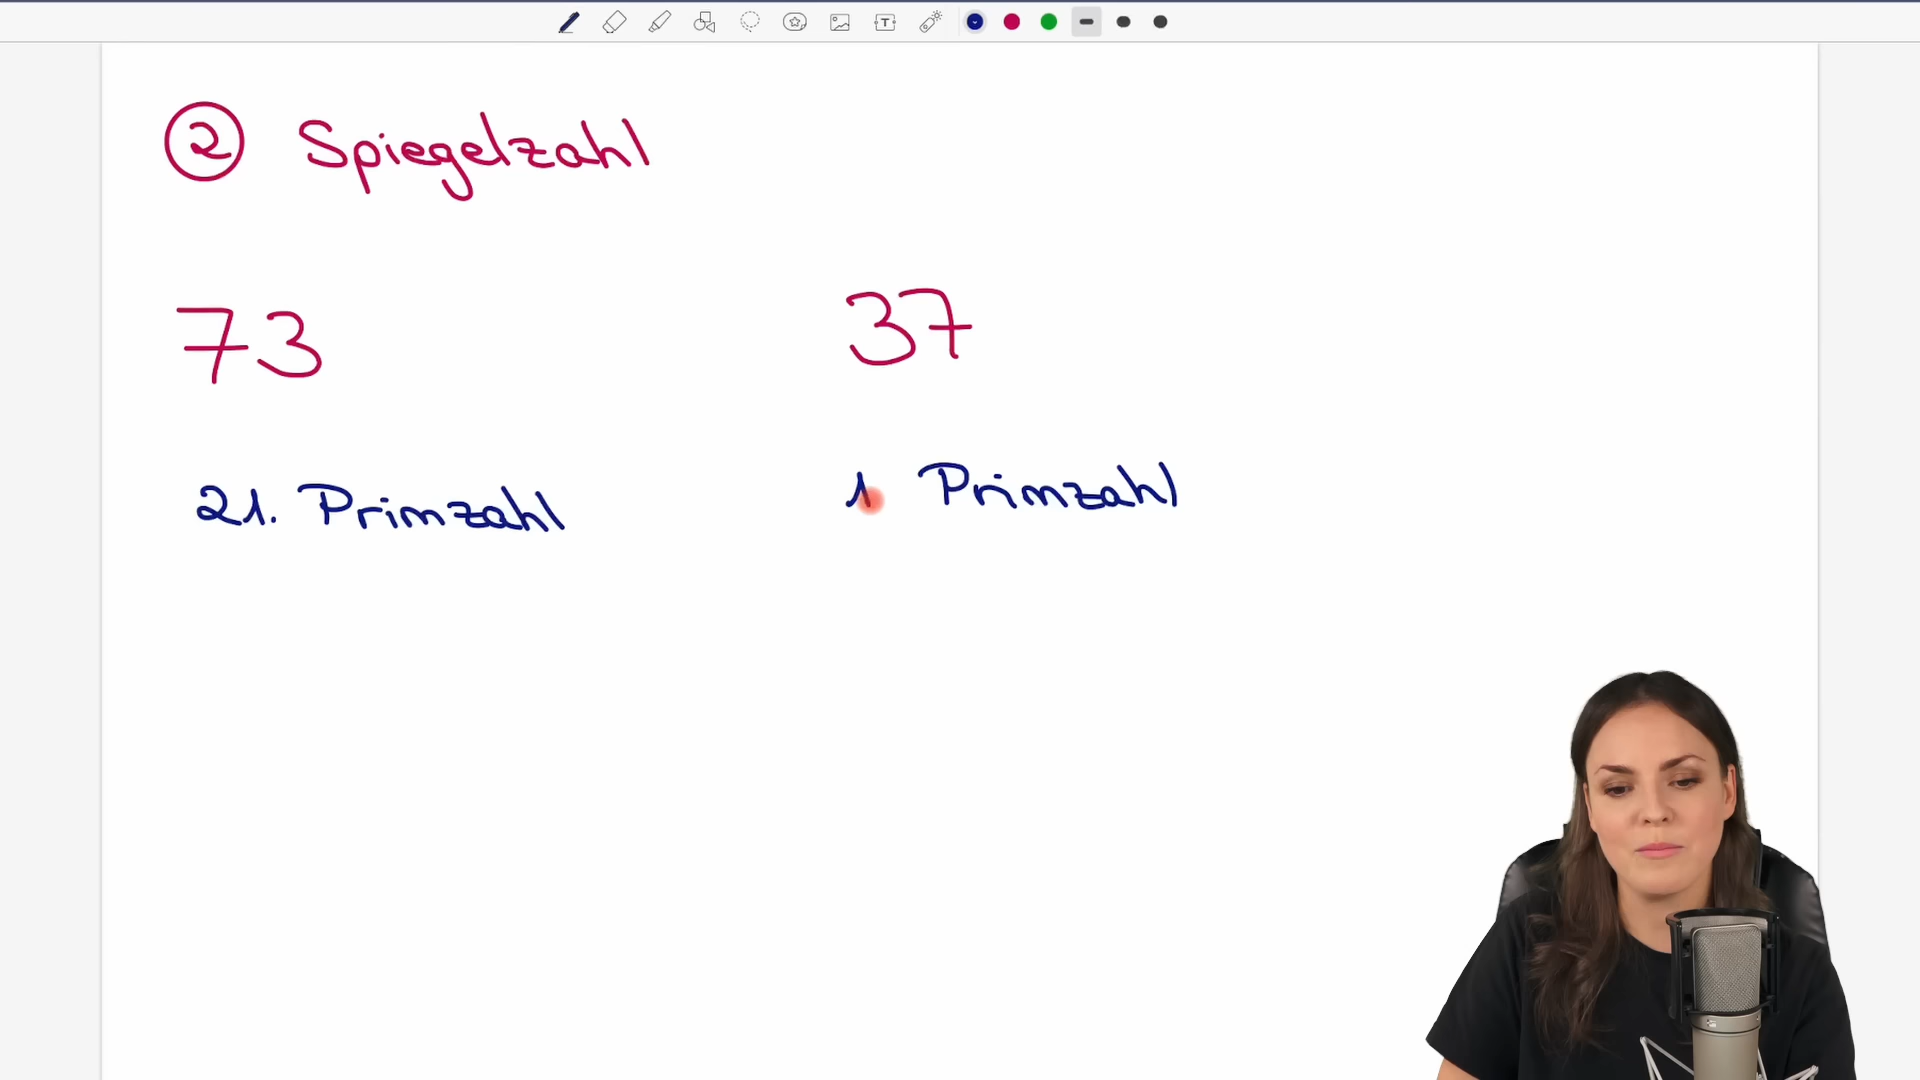 ② Spiegelzahl
73
37
21. Primzahl
1 Primzahl